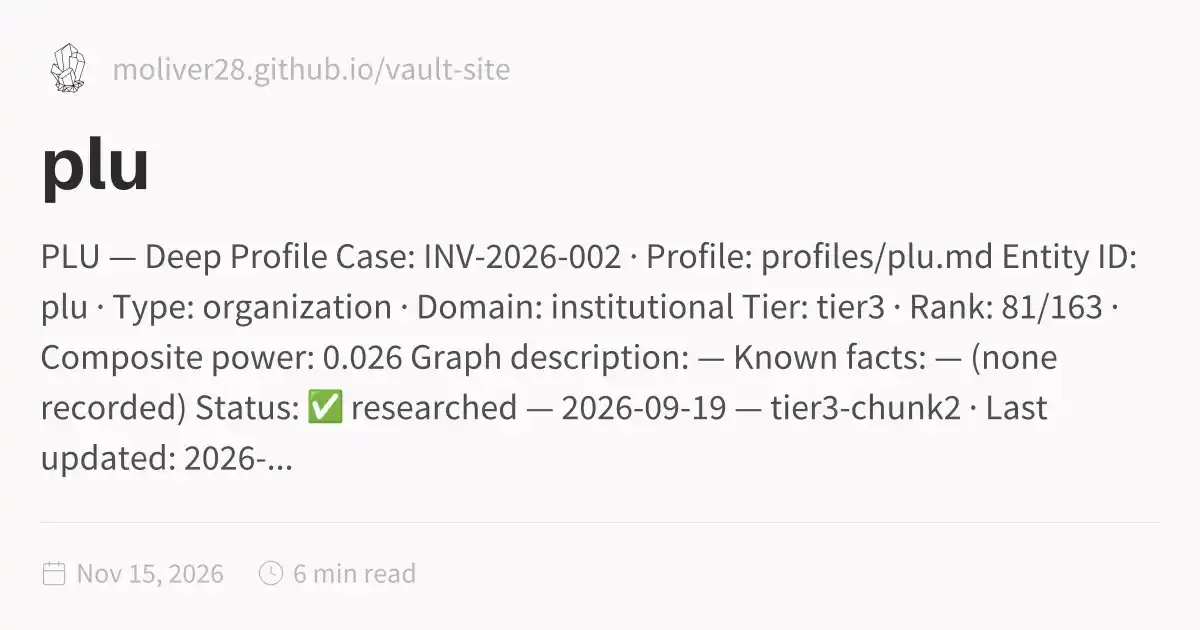 moliver28.github.io/vault-site
plu
PLU — Deep Profile Case: INV-2026-002 · Profile: profiles/plu.md Entity ID:
plu · Type: organization · Domain: institutional Tier: tier3 · Rank: 81/163 ·
Composite power: 0.026 Graph description: — Known facts: — (none
recorded) Status: ✅ researched — 2026-09-19 — tier3-chunk2 · Last
updated: 2026-...
Nov 15, 2026 6 min read